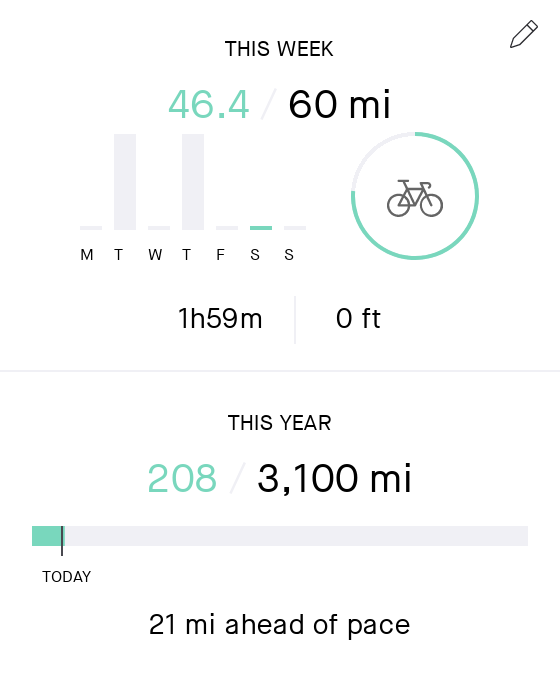 THIS WEEK
46.4 / 60 mi
M T W T F S S
1h59m 0 ft
THIS YEAR
208 / 3,100 mi
TODAY
21 mi ahead of pace